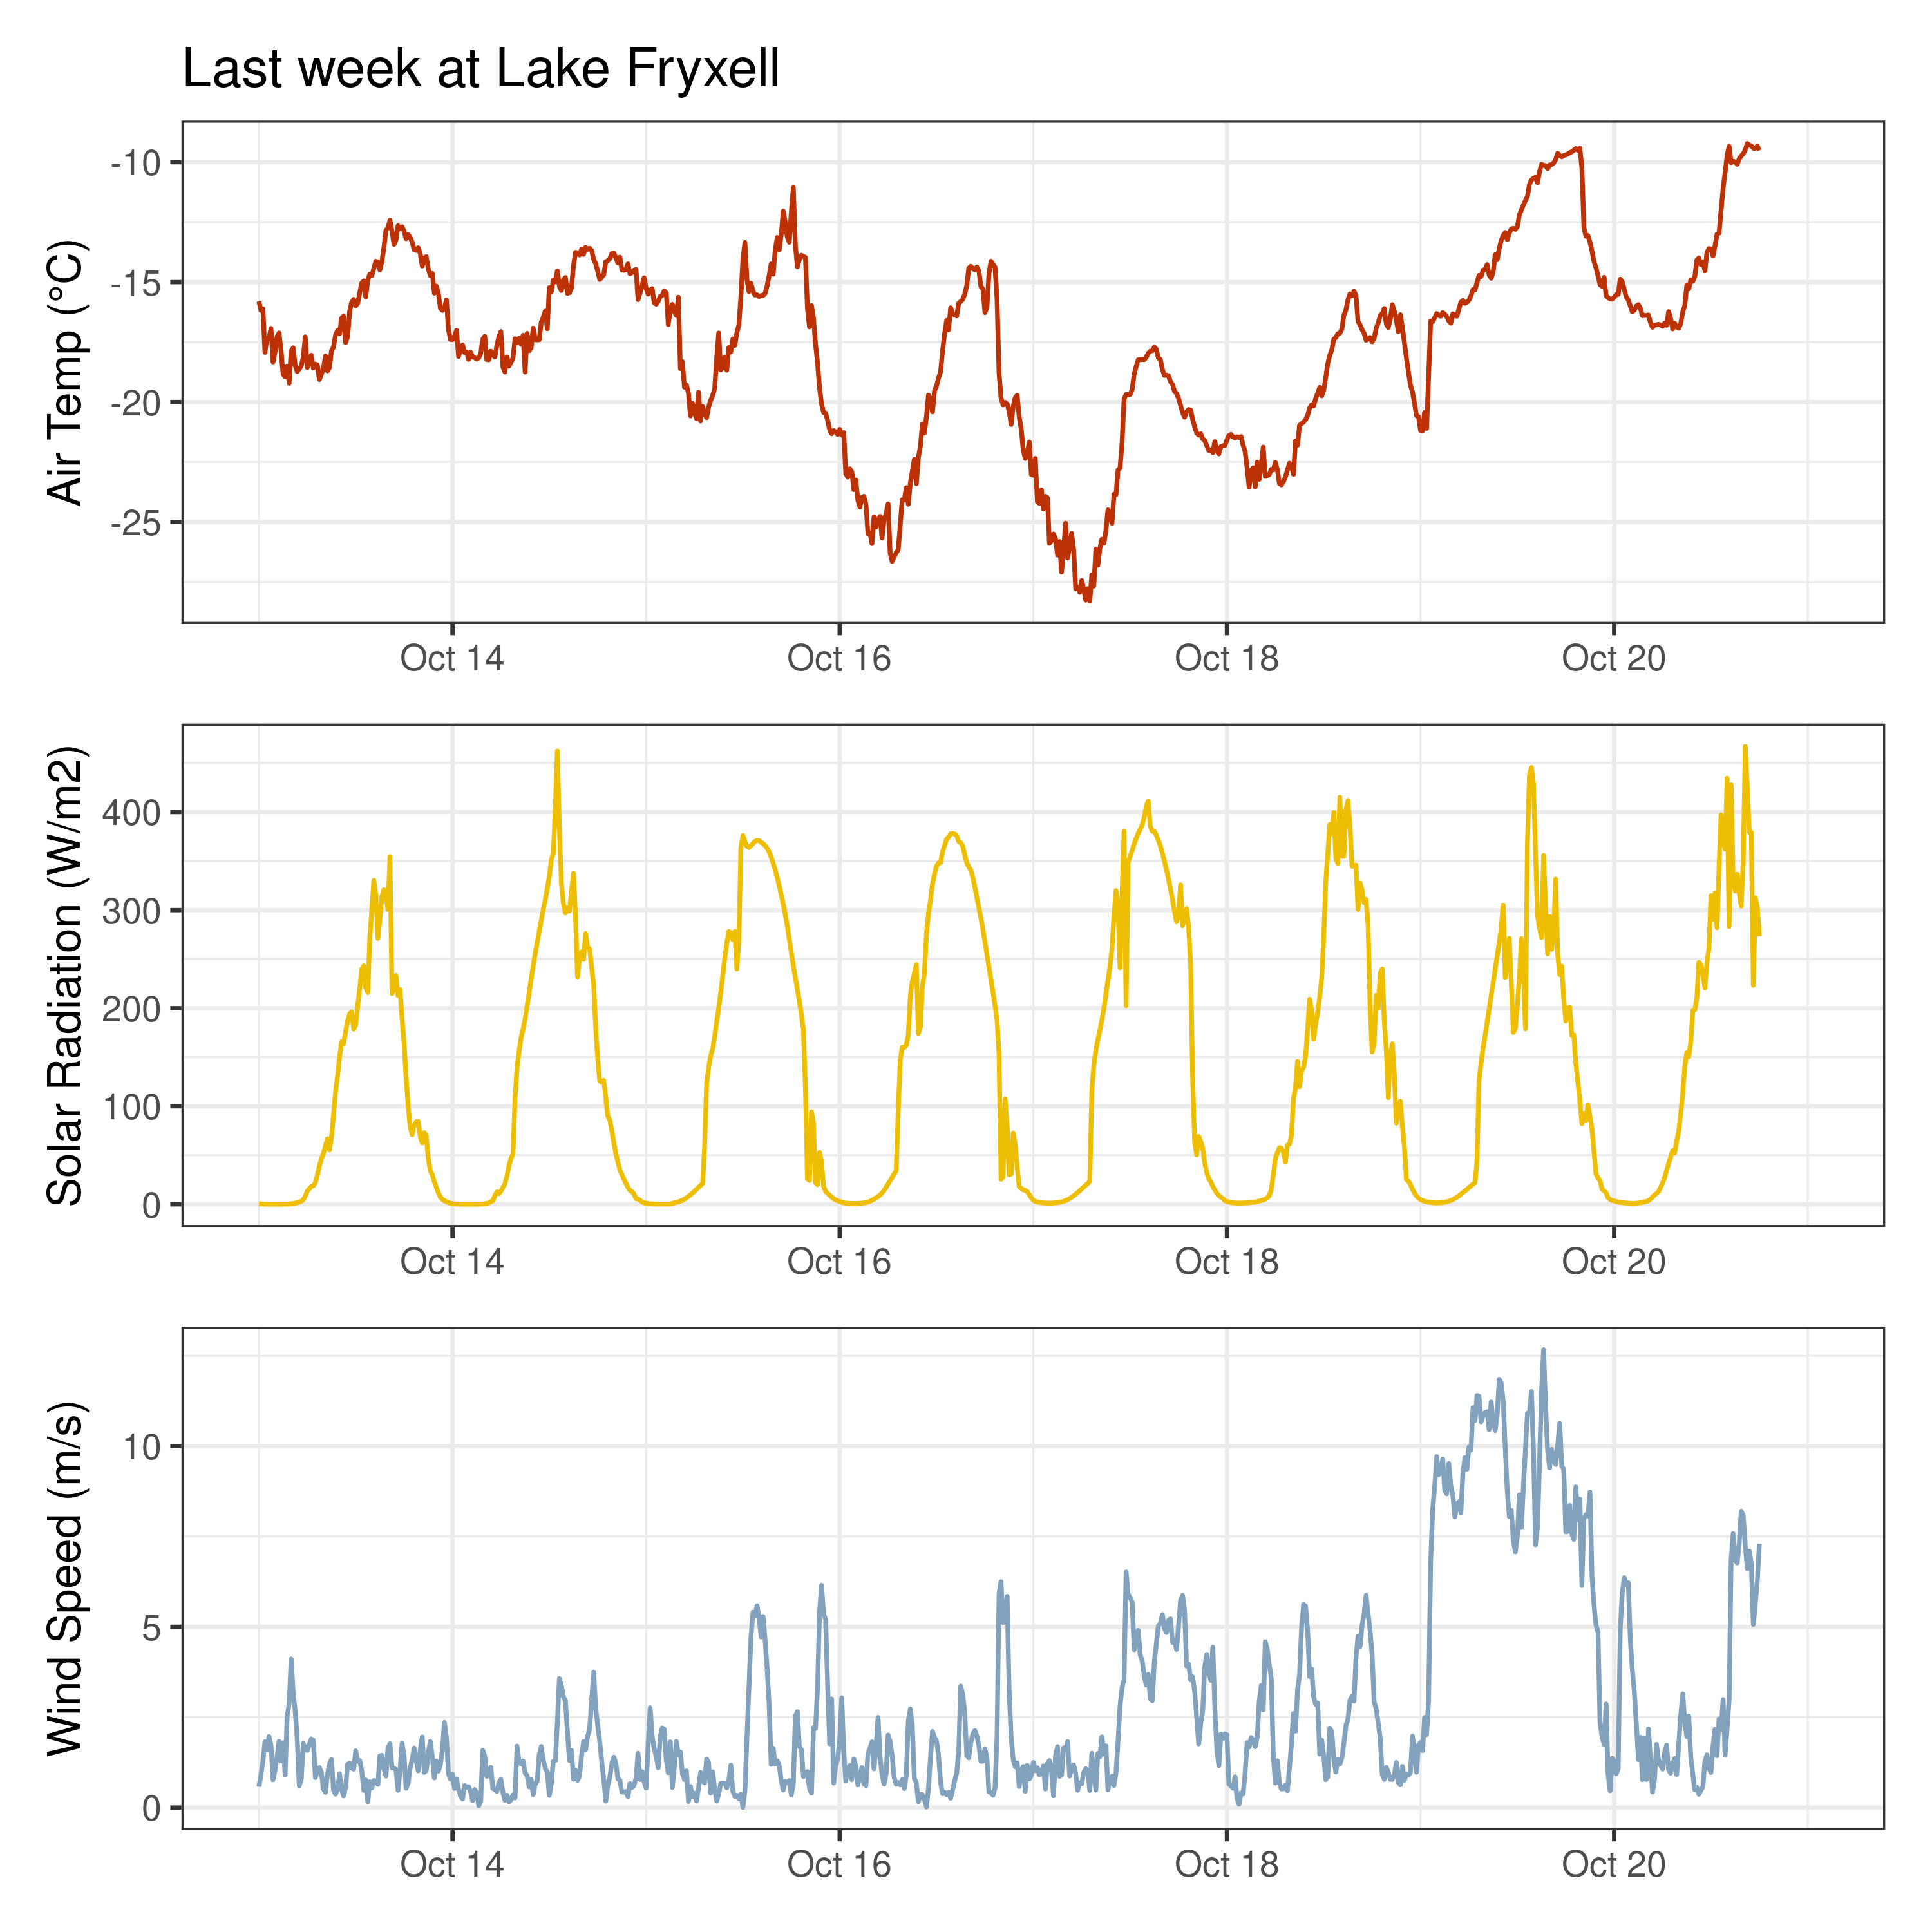 Last week at Lake Fryxell
Air Temp (°C)
-10
-15
-20
-25
Oct 14 Oct 16 Oct 18 Oct 20
Solar Radiation (W/m2)
400
300
200
100
0
Oct 14 Oct 16 Oct 18 Oct 20
Wind Speed (m/s)
10
5
0
Oct 14 Oct 16 Oct 18 Oct 20